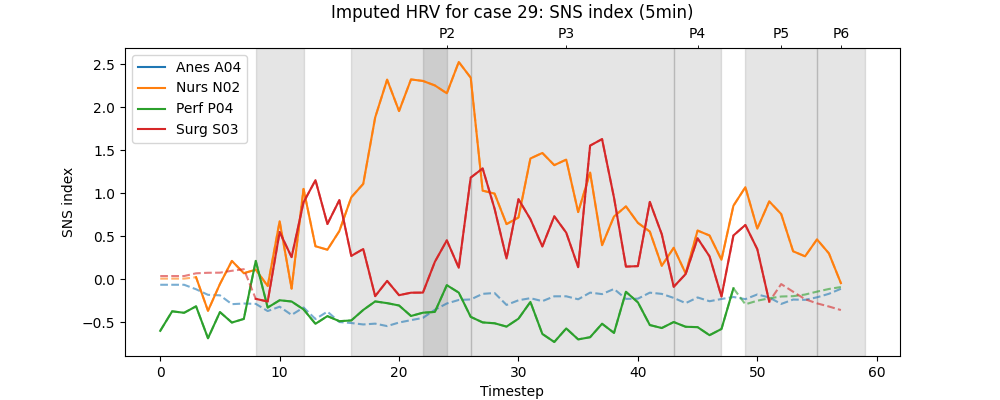 Imputed HRV for case 29: SNS index (5min)
P2 P3 P4 P5 P6
Anes A04
Nurs N02
Perf P04
Surg S03
2.5
2.0
1.5
1.0
0.5
0.0
−0.5
SNS index
0 10 20 30 40 50 60
Timestep